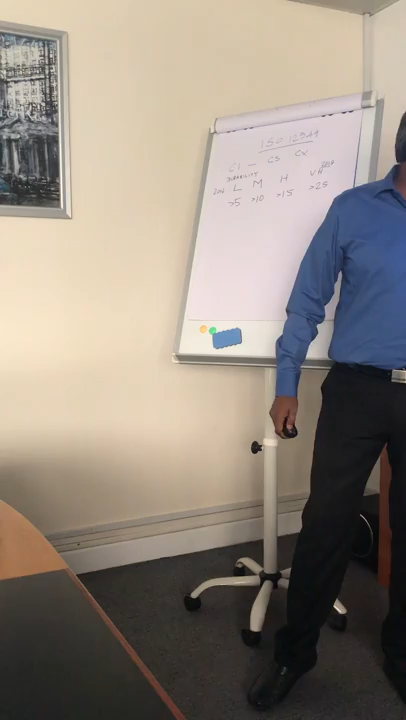 ISO 12944
C1 — C5 CX
DURABILITY
L M H VH
>5 >10 >15 >25